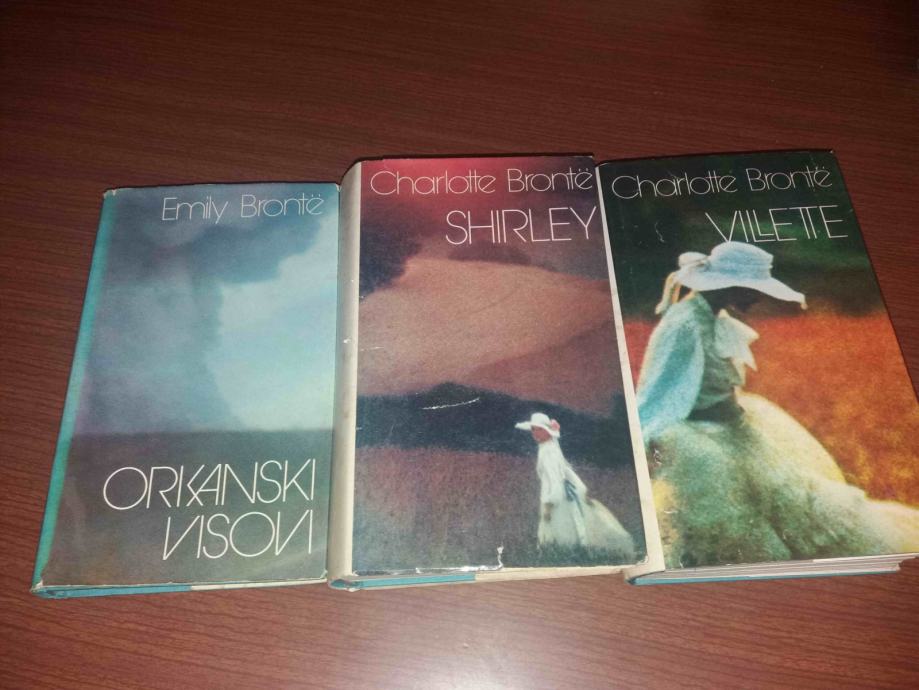 Emily Brontë
ORKANSKI
VISOVI
Charlotte Brontë
SHIRLEY
Charlotte Brontë
VILLETTE